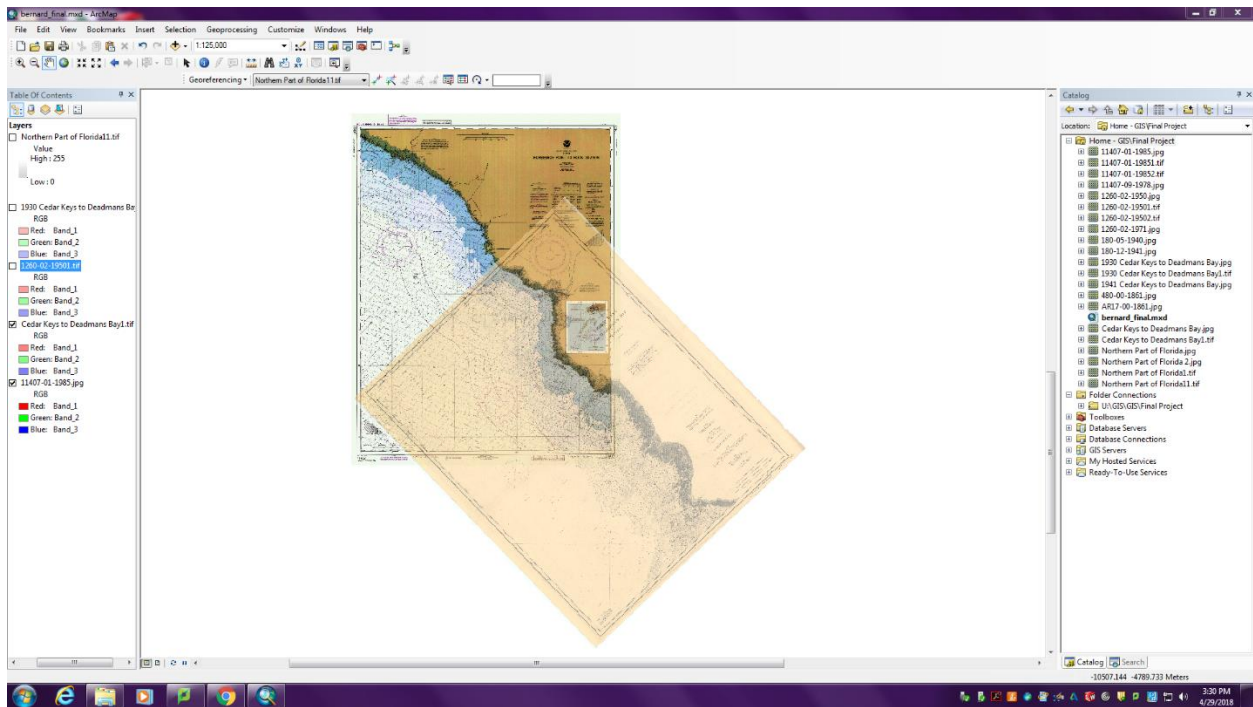 bernard_final.mxd - ArcMap
File Edit View Bookmarks Insert Selection Geoprocessing Customize Windows Help
1:125,000
Georeferencing Northern Part of Florida11.tif
Table Of Contents
Layers
Northern Part of Florida11.tif
Value
High : 255
Low : 0
1930 Cedar Keys to Deadmans Ba
RGB
Red: Band_1
Green: Band_2
Blue: Band_3
1260-02-19501.tif
RGB
Red: Band_1
Green: Band_2
Blue: Band_3
Cedar Keys to Deadmans Bay1.tif
RGB
Red: Band_1
Green: Band_2
Blue: Band_3
11407-01-1985.jpg
RGB
Red: Band_1
Green: Band_2
Blue: Band_3
Catalog
Location: Home - GIS\Final Project
Home - GIS\Final Project
11407-01-1985.jpg
11407-01-19851.tif
11407-01-19852.tif
11407-09-1978.jpg
1260-02-1950.jpg
1260-02-19501.tif
1260-02-19502.tif
1260-02-1971.jpg
180-05-1940.jpg
180-12-1941.jpg
1930 Cedar Keys to Deadmans Bay.jpg
1930 Cedar Keys to Deadmans Bay1.tif
1941 Cedar Keys to Deadmans Bay.jpg
480-00-1861.jpg
AR17-00-1861.jpg
bernard_final.mxd
Cedar Keys to Deadmans Bay.jpg
Cedar Keys to Deadmans Bay1.tif
Northern Part of Florida.jpg
Northern Part of Florida 2.jpg
Northern Part of Florida1.tif
Northern Part of Florida11.tif
Folder Connections
U:\GIS\GIS\Final Project
Toolboxes
Database Servers
Database Connections
GIS Servers
My Hosted Services
Ready-To-Use Services
Catalog Search
-10507.144 -4789.733 Meters
3:30 PM
4/29/2018